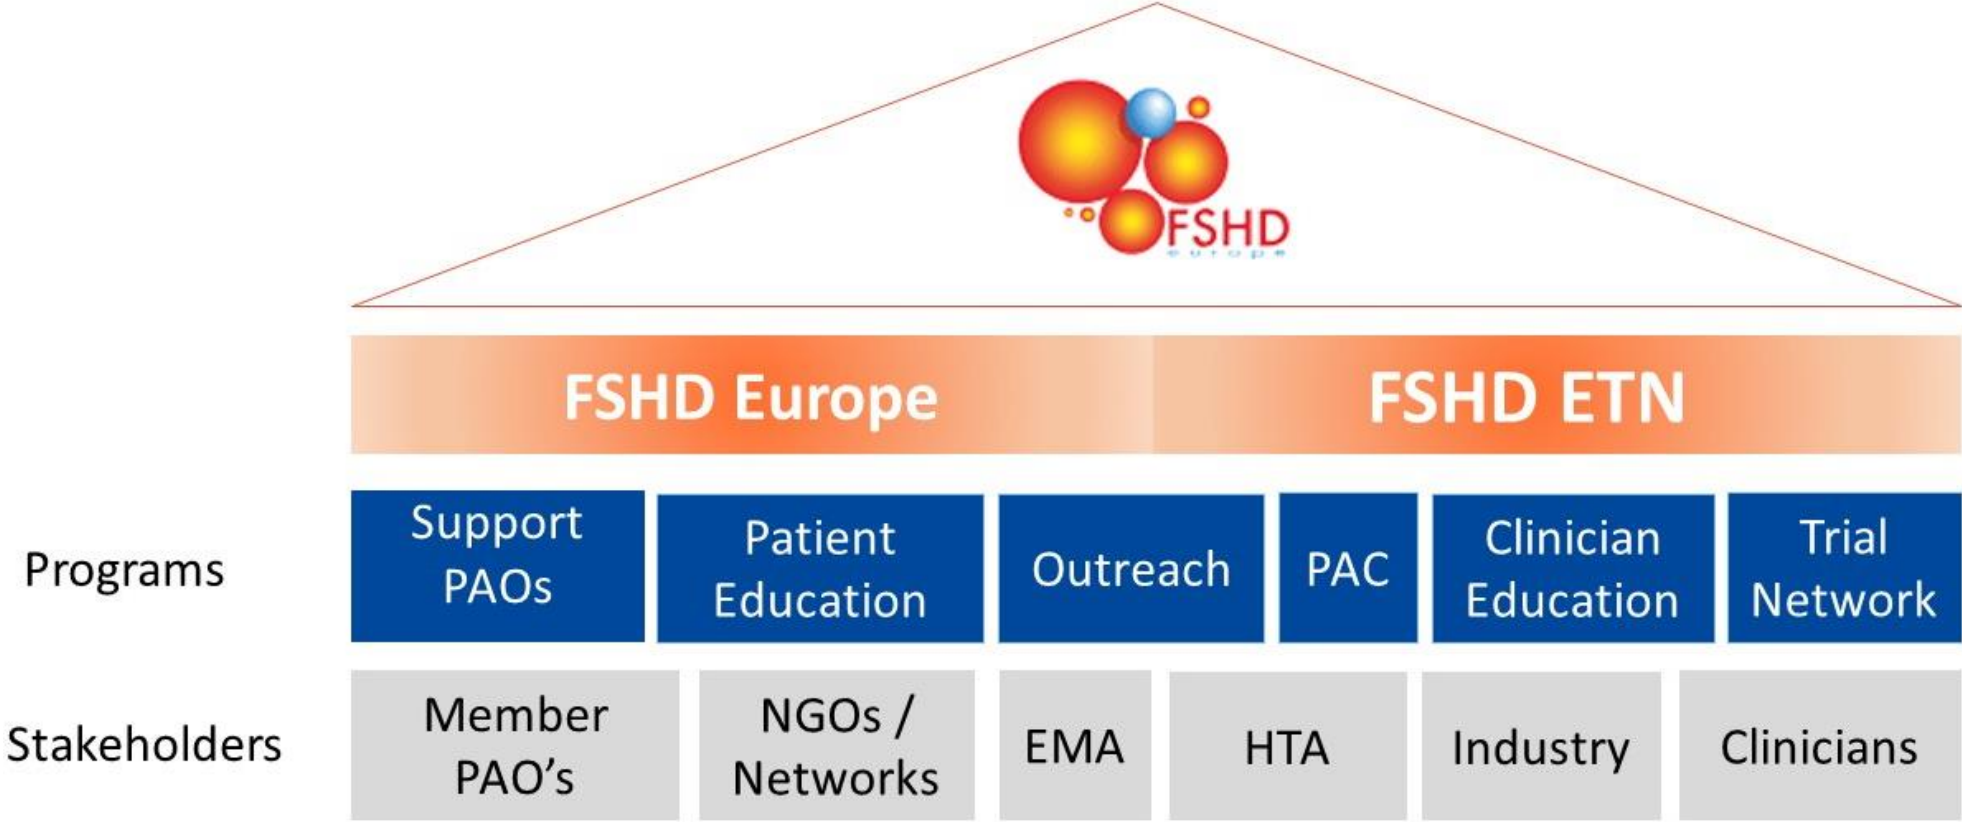 FSHD
europe
FSHD Europe
FSHD ETN
Programs
Support
PAOs
Patient
Education
Outreach
PAC
Clinician
Education
Trial
Network
Stakeholders
Member
PAO’s
NGOs /
Networks
EMA
HTA
Industry
Clinicians